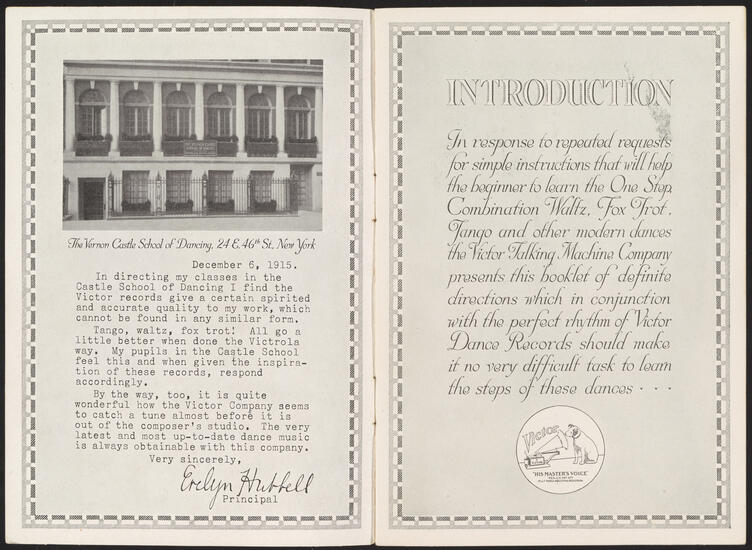 The Vernon Castle School of Dancing, 24 E. 46th St. New York
December 6, 1915.
In directing my classes in the
Castle School of Dancing I find the
Victor records give a certain spirited
and accurate quality to my work, which
cannot be found in any similar form.
Tango, waltz, fox trot! All go a
little better when done the Victrola
way. My pupils in the Castle School
feel this and when given the inspira-
tion of these records, respond
accordingly.
By the way, too, it is quite
wonderful how the Victor Company seems
to catch a tune almost before it is
out of the composer's studio. The very
latest and most up-to-date dance music
is always obtainable with this company.
Very sincerely,
Evelyn Hubbell
Principal
INTRODUCTION
In response to repeated requests
for simple instructions that will help
the beginner to learn the One Step,
Combination Waltz, Fox Trot,
Tango and other modern dances
the Victor Talking Machine Company
presents this booklet of definite
directions which in conjunction
with the perfect rhythm of Victor
Dance Records should make
it no very difficult task to learn
the steps of these dances · · ·
Victor
"HIS MASTER'S VOICE"